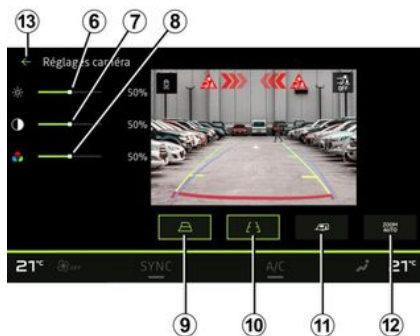 13 6 7 8
← Réglages caméra
50%
50%
50%
OFF
ZOOM AUTO
21°C OFF SYNC A/C 21°C
9 10 11 12